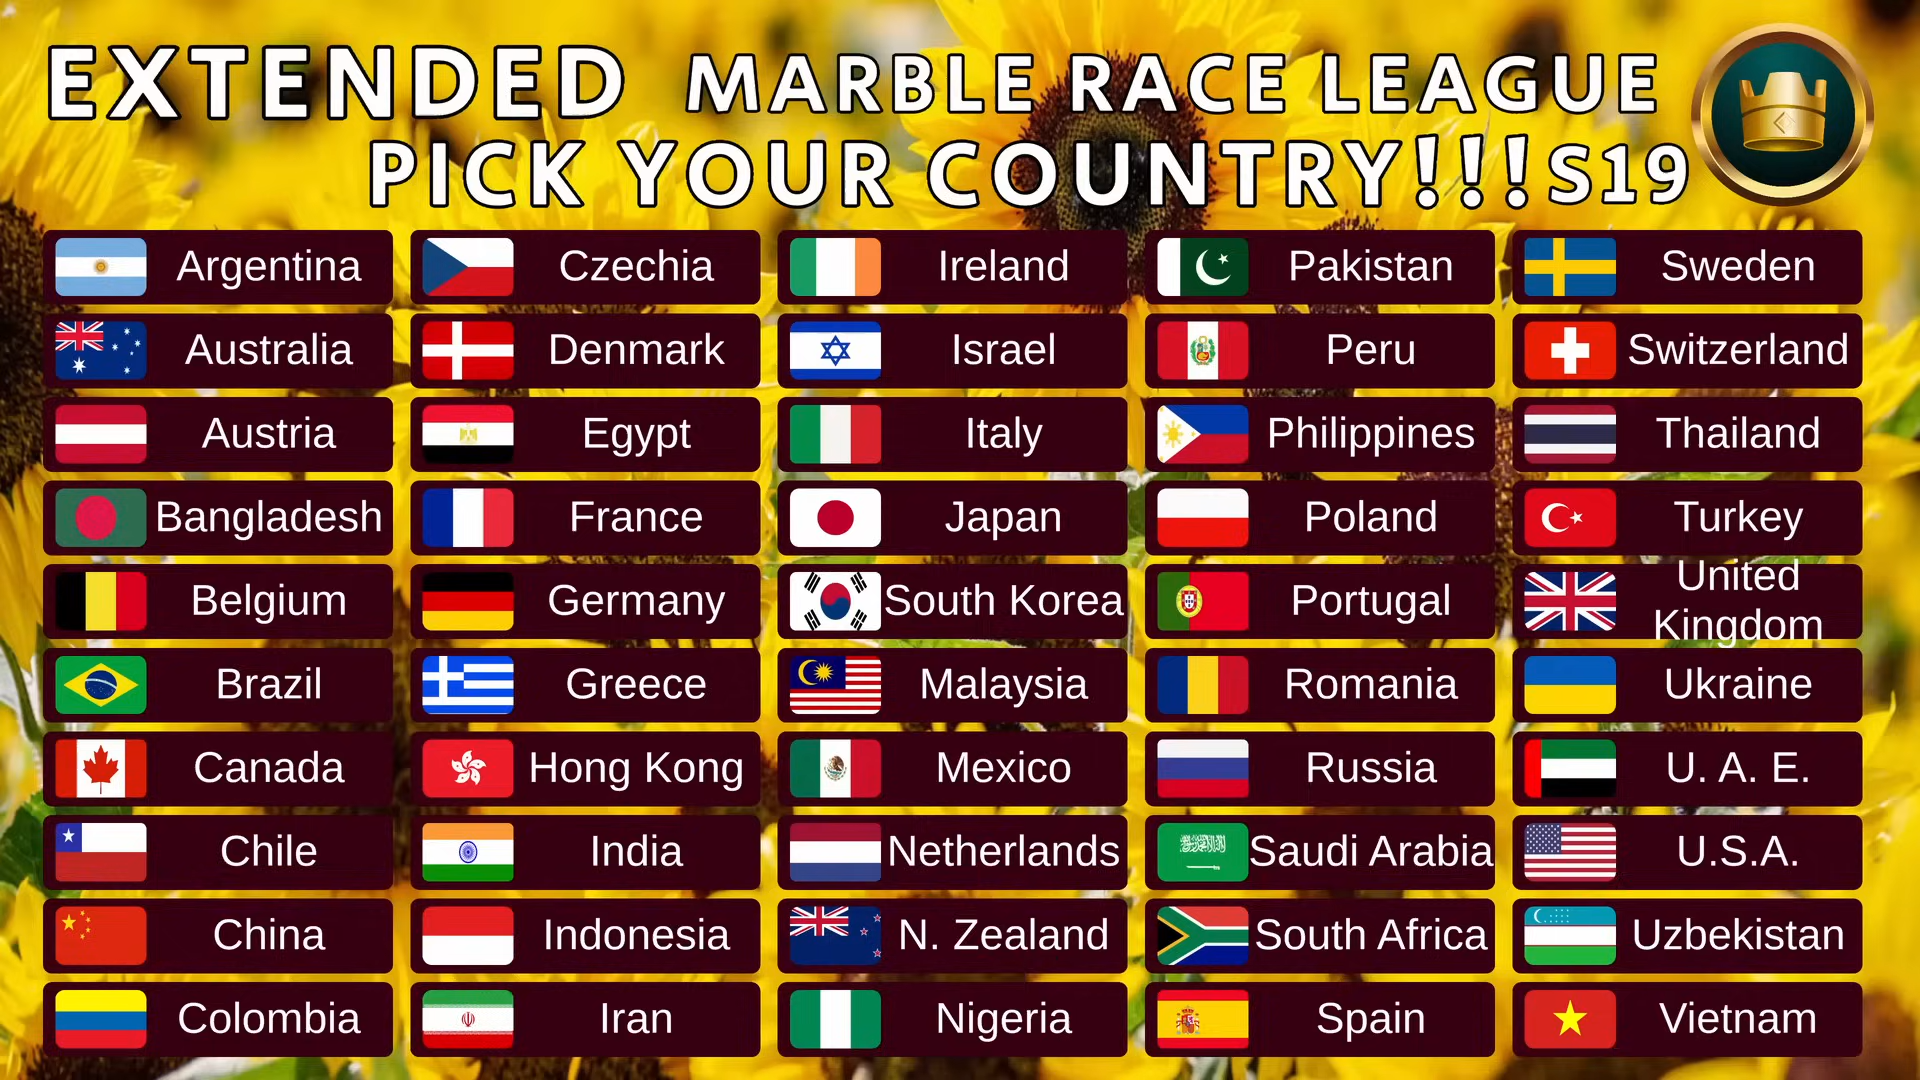 EXTENDED MARBLE RACE LEAGUE
PICK YOUR COUNTRY!!! S19
Argentina
Australia
Austria
Bangladesh
Belgium
Brazil
Canada
Chile
China
Colombia
Czechia
Denmark
Egypt
France
Germany
Greece
Hong Kong
India
Indonesia
Iran
Ireland
Israel
Italy
Japan
South Korea
Malaysia
Mexico
Netherlands
N. Zealand
Nigeria
Pakistan
Peru
Philippines
Poland
Portugal
Romania
Russia
Saudi Arabia
South Africa
Spain
Sweden
Switzerland
Thailand
Turkey
United
Kingdom
Ukraine
U. A. E.
U.S.A.
Uzbekistan
Vietnam